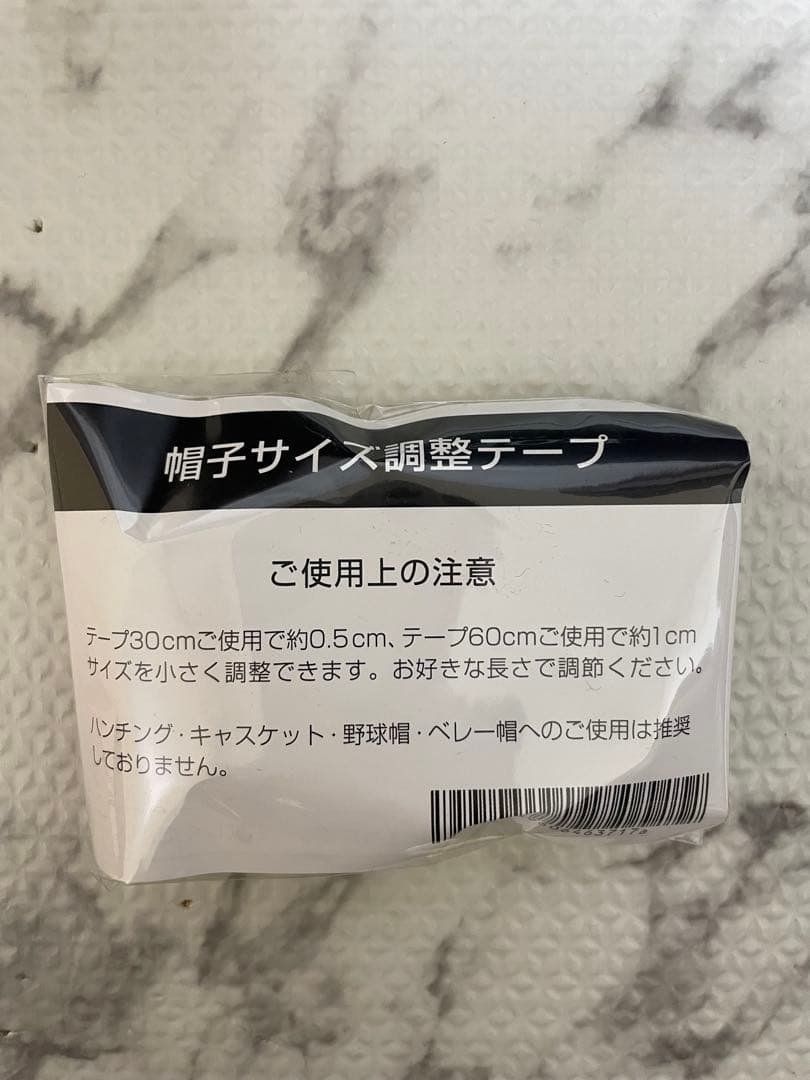 帽子サイズ調整テープ
ご使用上の注意
テープ30cmご使用で約0.5cm、テープ60cmご使用で約1cm
サイズを小さく調整できます。お好きな長さで調節ください。
ハンチング・キャスケット・野球帽・ベレー帽へのご使用は推奨
しておりません。